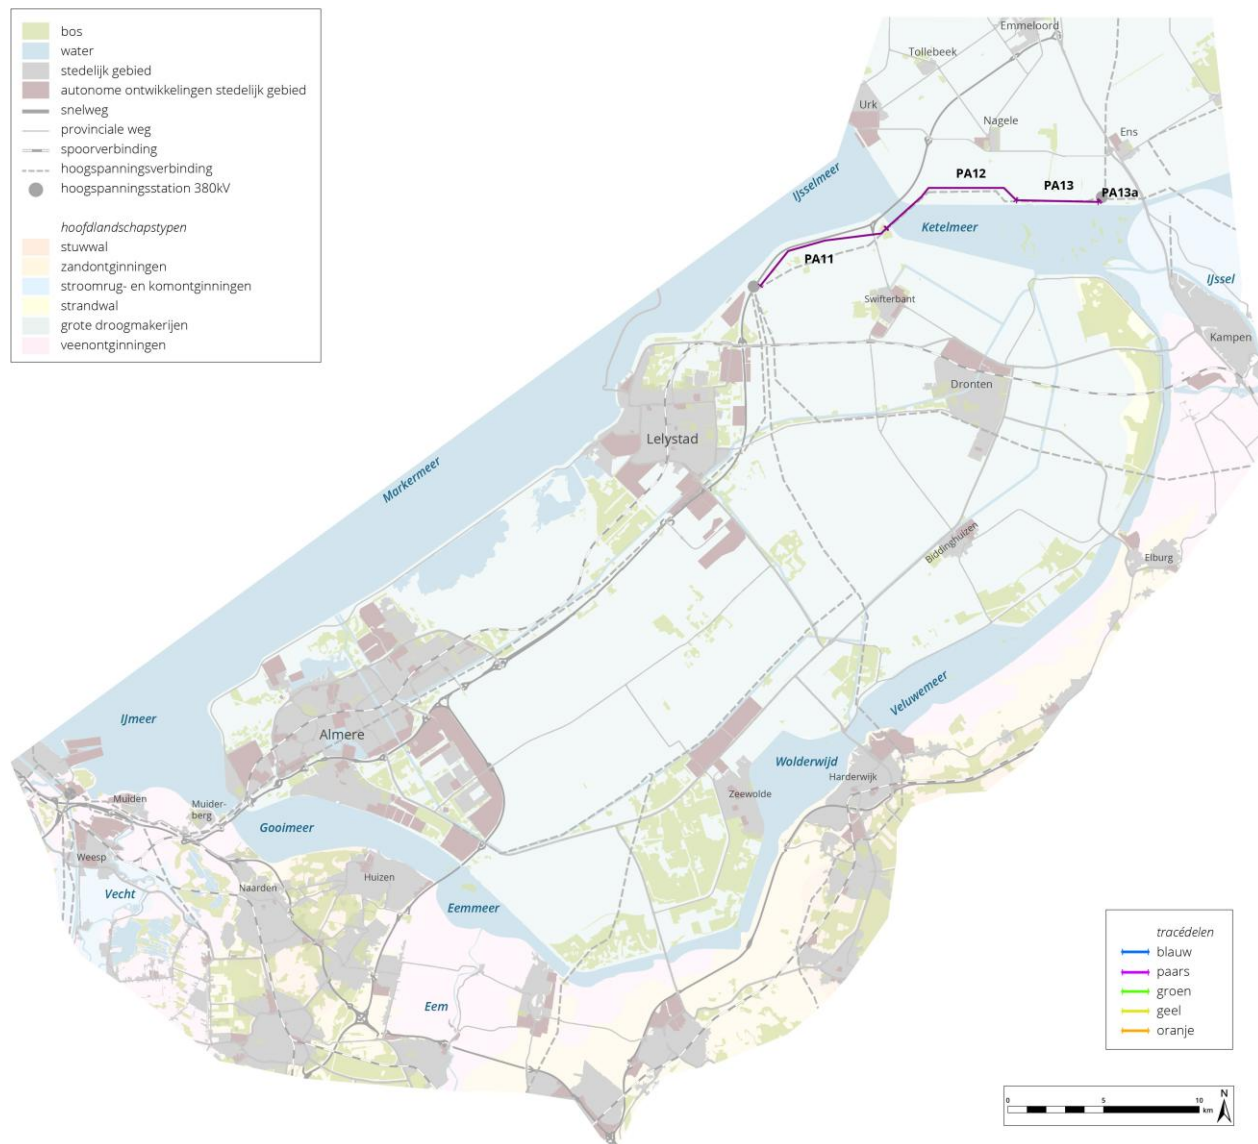 bos
water
stedelijk gebied
autonome ontwikkelingen stedelijk gebied
snelweg
provinciale weg
spoorverbinding
hoogspanningsverbinding
hoogspanningsstation 380kV
hoofdlandschapstypen
stuwwal
zandontginningen
stroomrug- en komontginningen
strandwal
grote droogmakerijen
veenontginningen
Emmeloord
Tollebeek
Urk
Nagele
Ens
IJsselmeer
PA12
PA13
PA13a
Ketelmeer
PA11
IJssel
Swifterbant
Kampen
Dronten
Lelystad
Markermeer
Biddinghuizen
Elburg
Veluwemeer
IJmeer
Almere
Wolderwijd
Harderwijk
Zeewolde
Muiden
Muider-
berg
Gooimeer
Weesp
Huizen
Naarden
Vecht
Eemmeer
Eem
tracédelen
blauw
paars
groen
geel
oranje
0 5 10
km
N